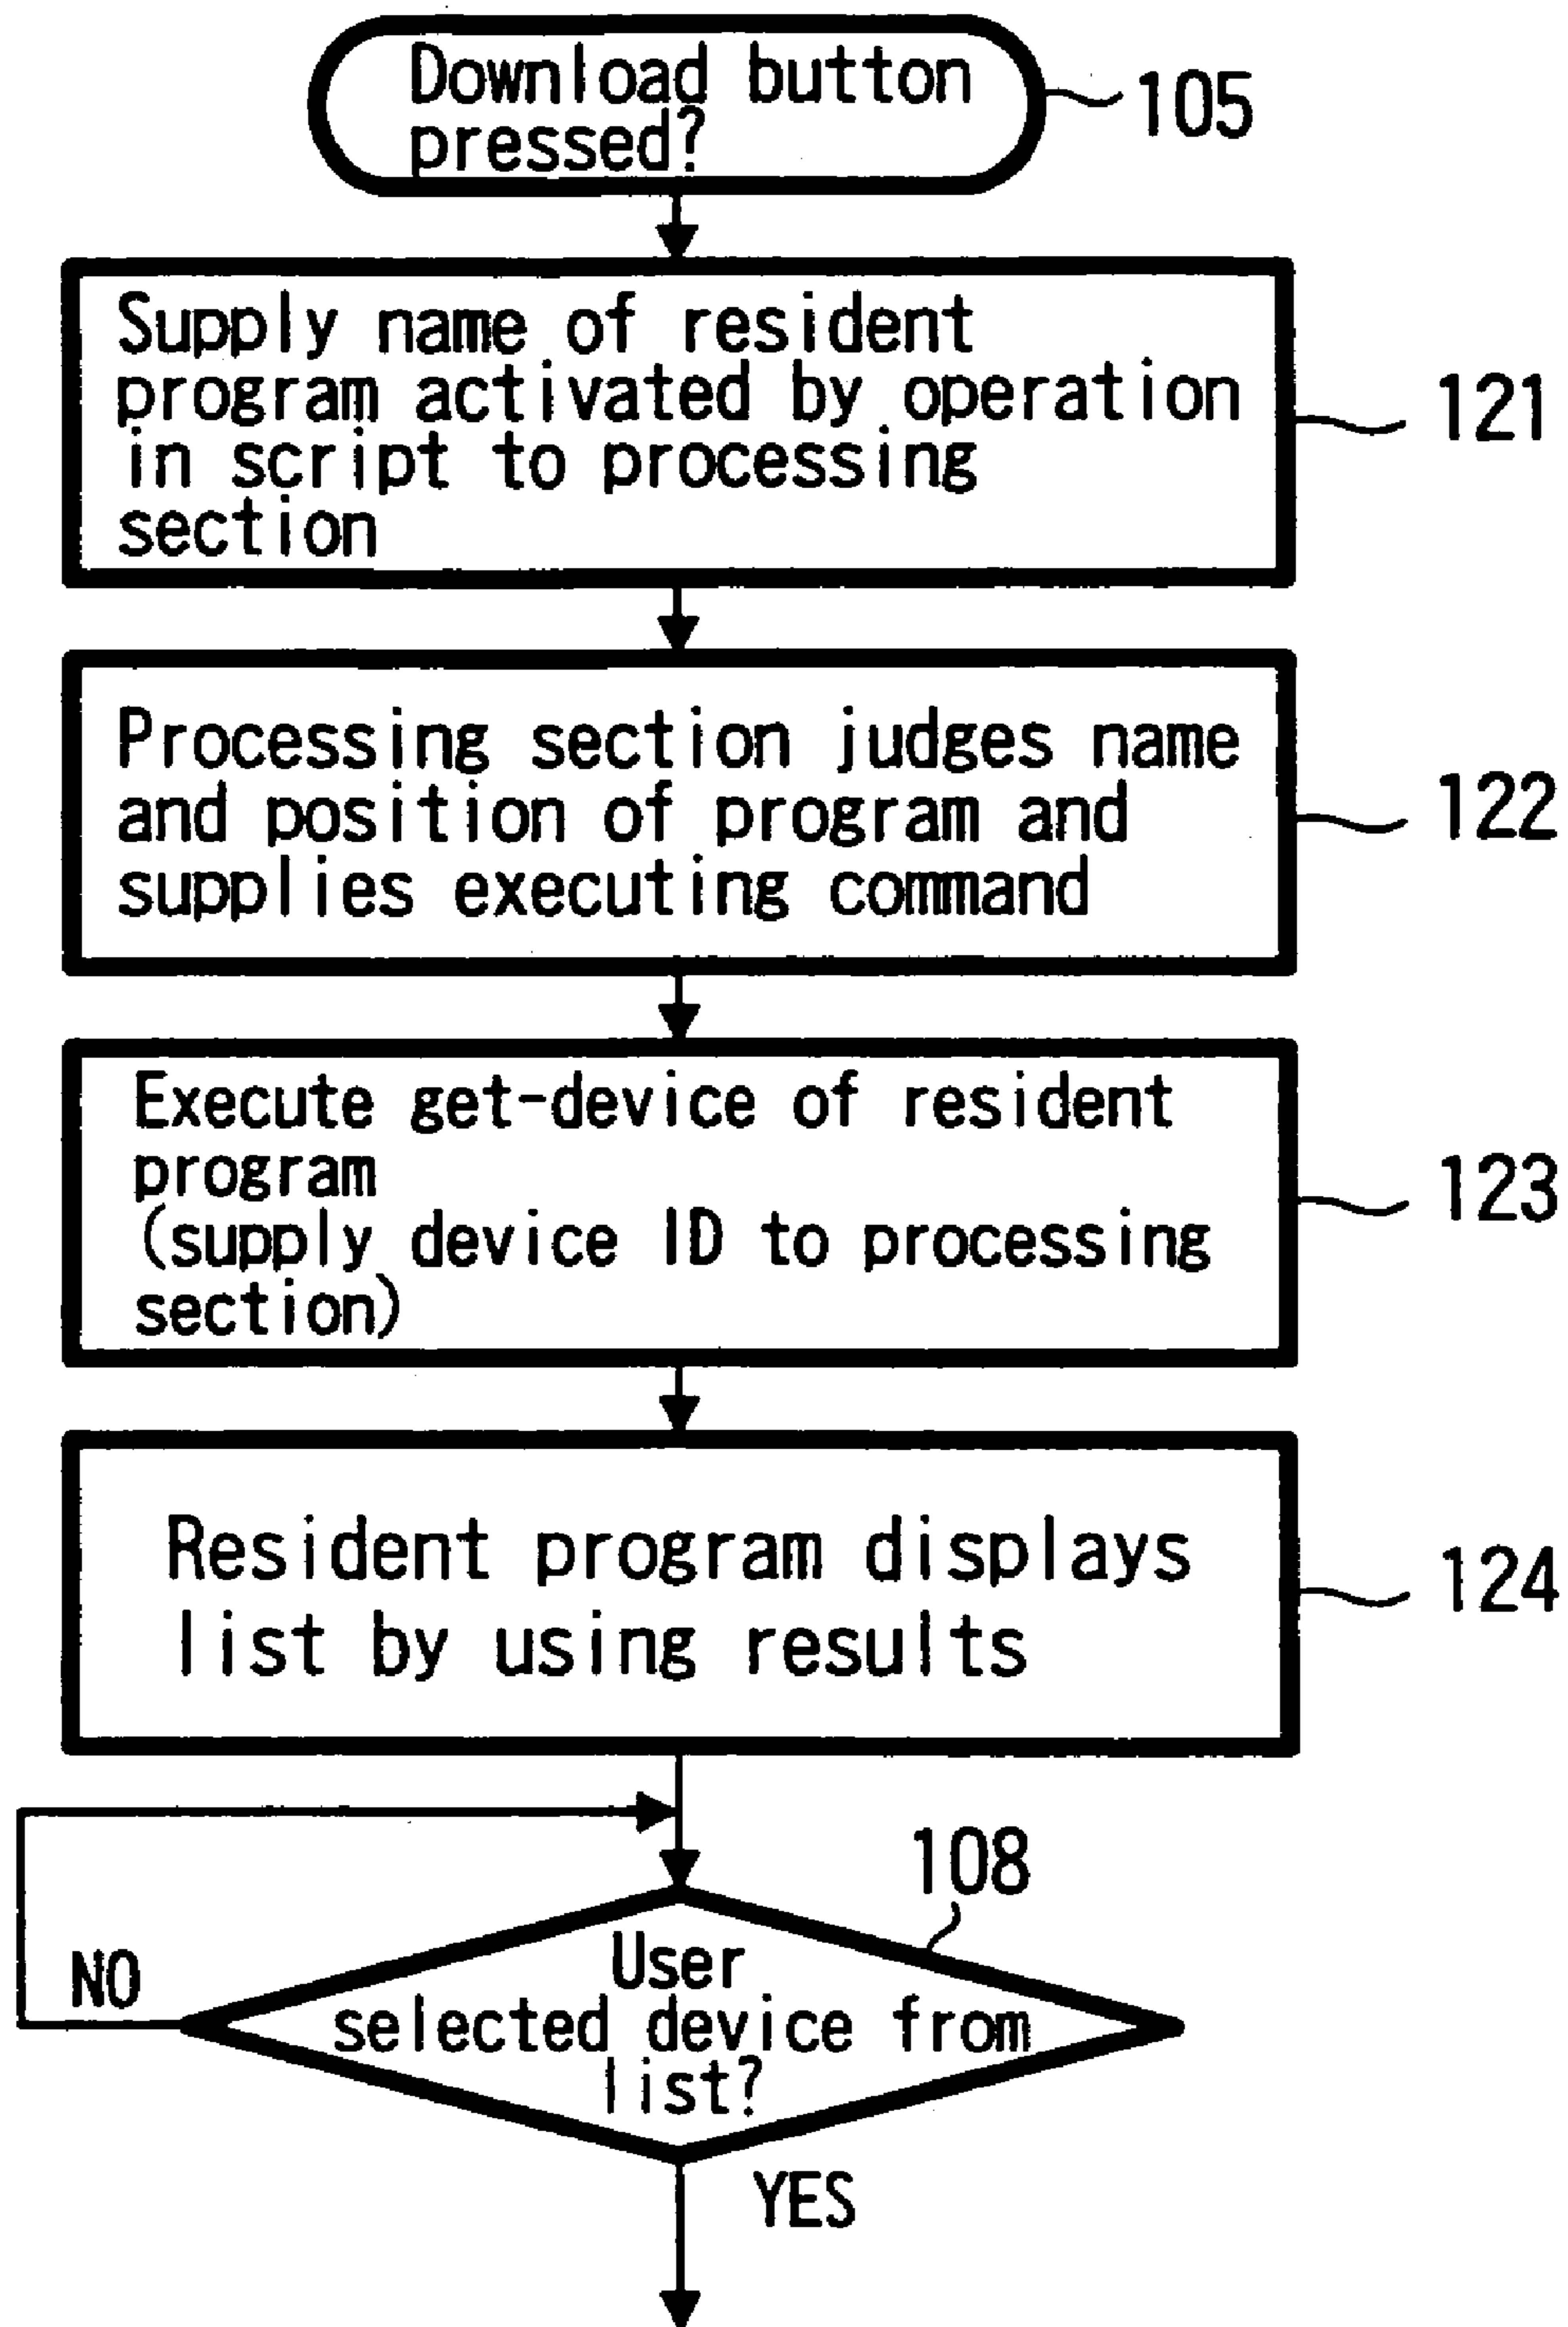 Download button
pressed?
105
Supply name of resident
program activated by operation
in script to processing
section
121
Processing section judges name
and position of program and
supplies executing command
122
Execute get-device of resident
program
(supply device ID to processing
section)
123
Resident program displays
list by using results
124
108
User
selected device from
list?
NO
YES